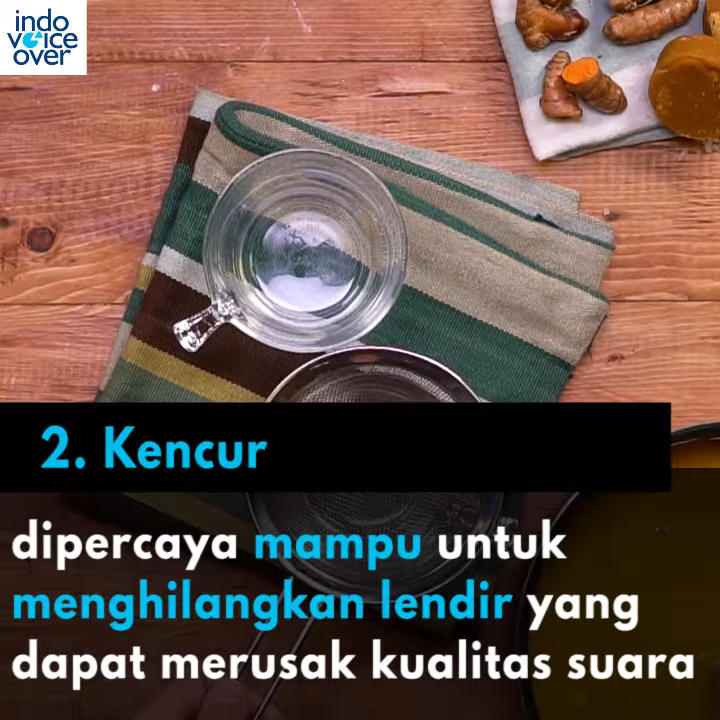 indo
voice
over
2. Kencur
dipercaya mampu untuk
menghilangkan lendir yang
dapat merusak kualitas suara